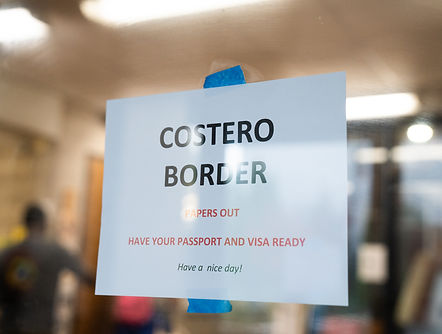 COSTERO
BORDER
PAPERS OUT
HAVE YOUR PASSPORT AND VISA READY
Have a nice day!